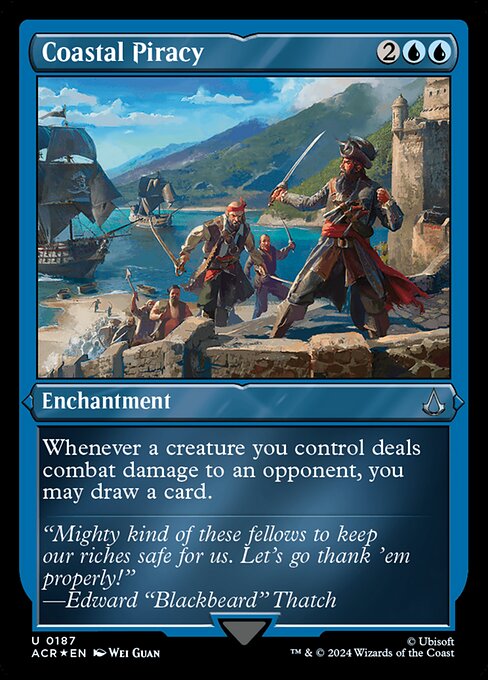 Coastal Piracy 2
Enchantment
Whenever a creature you control deals
combat damage to an opponent, you
may draw a card.
“Mighty kind of these fellows to keep
our riches safe for us. Let’s go thank ’em
properly!”
—Edward “Blackbeard” Thatch
U 0187
ACR★EN Wei Guan
© Ubisoft
™ & © 2024 Wizards of the Coast